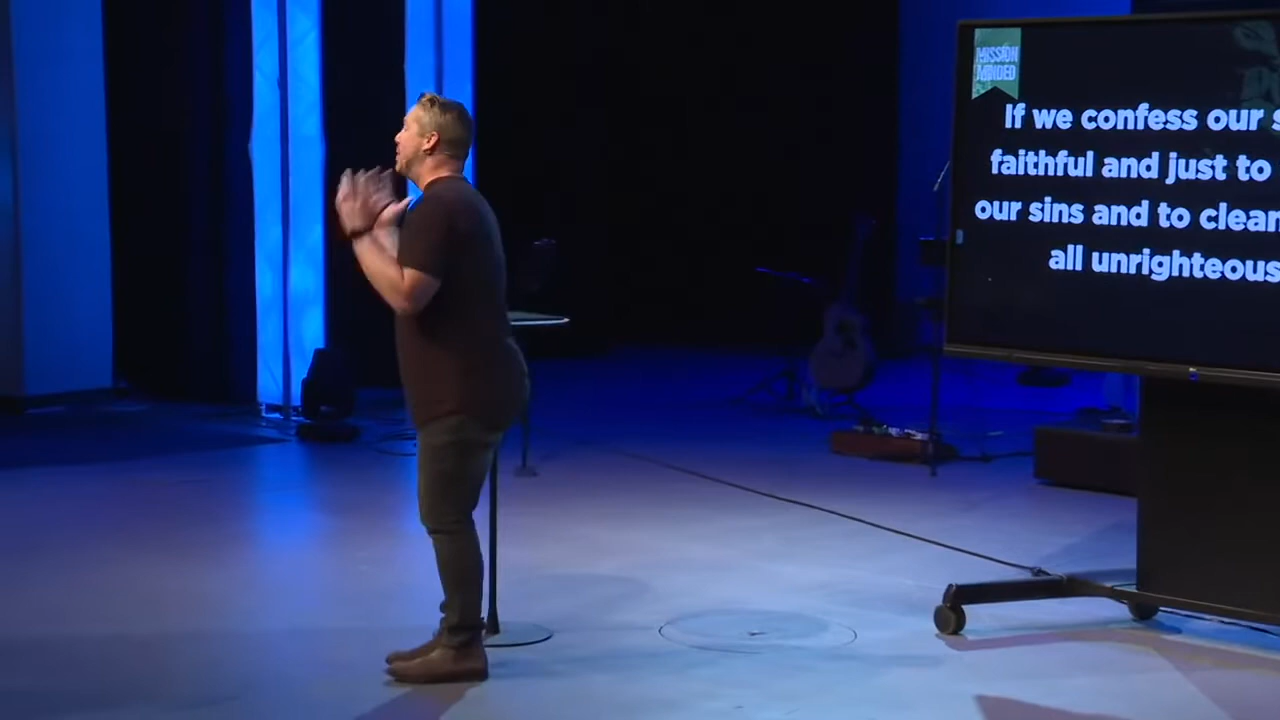 MISSION
MINDED
If we confess our s
faithful and just to
our sins and to clean
all unrighteous